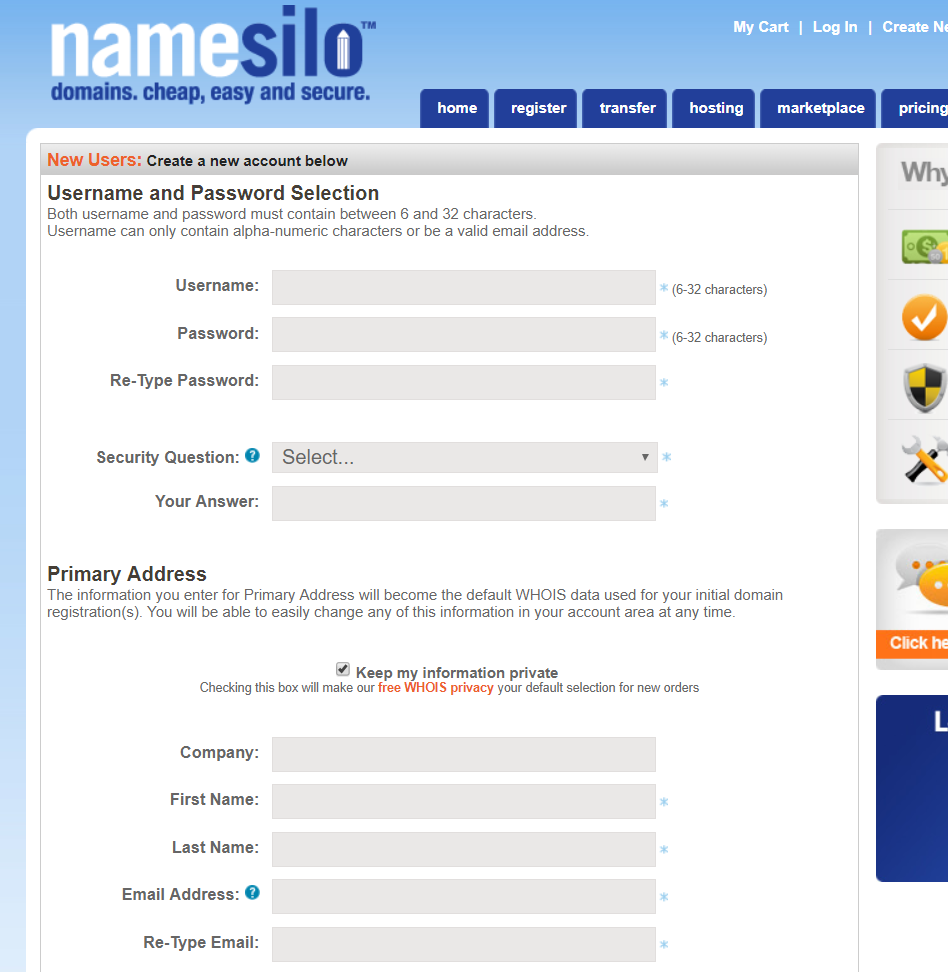 namesilo™
domains. cheap, easy and secure.
My Cart | Log In | Create Ne
home register transfer hosting marketplace pricing
New Users: Create a new account below
Username and Password Selection
Both username and password must contain between 6 and 32 characters.
Username can only contain alpha-numeric characters or be a valid email address.
Username: * (6-32 characters)
Password: * (6-32 characters)
Re-Type Password: *
Security Question: ? Select... ▼ *
Your Answer: *
Primary Address
The information you enter for Primary Address will become the default WHOIS data used for your initial domain
registration(s). You will be able to easily change any of this information in your account area at any time.
Keep my information private
Checking this box will make our free WHOIS privacy your default selection for new orders
Company:
First Name: *
Last Name: *
Email Address: ? *
Re-Type Email: *
Why
Click he
L